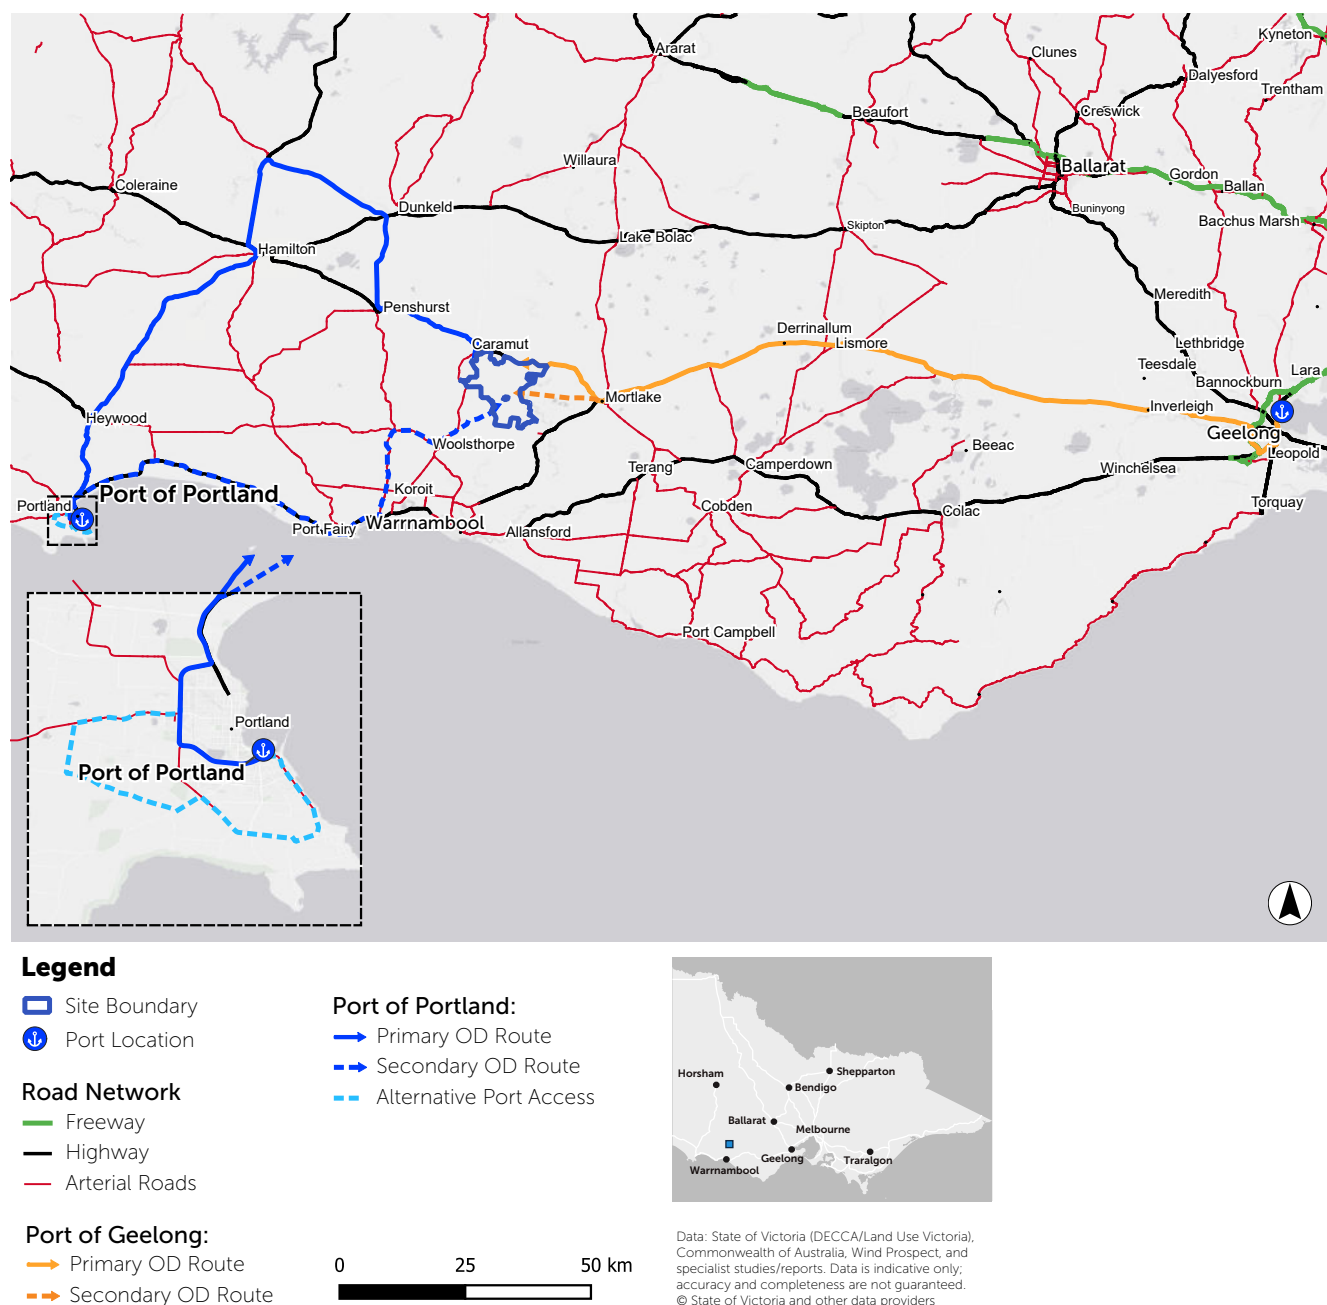 Kyneton
Ararat
Clunes
Dalyesford
Trentham
Beaufort
Creswick
Willaura
Ballarat
Gordon
Coleraine
Ballan
Dunkeld
Buninyong
Bacchus Marsh
Skipton
Lake Bolac
Hamilton
Meredith
Penshurst
Derrinallum
Lismore
Caramut
Lethbridge
Teesdale
Lara
Bannockburn
Mortlake
Inverleigh
Heywood
Geelong
Woolsthorpe
Beeac
Leopold
Terang
Camperdown
Winchelsea
Koroit
Port of Portland
Portland
Cobden
Torquay
Colac
Port Fairy
Warrnambool
Allansford
Port Campbell
Portland
Port of Portland
Legend
Site Boundary
Port Location
Road Network
Freeway
Highway
Arterial Roads
Port of Geelong:
Primary OD Route
Secondary OD Route
Port of Portland:
Primary OD Route
Secondary OD Route
Alternative Port Access
0 25 50 km
Horsham
Shepparton
Bendigo
Ballarat
Melbourne
Geelong
Traralgon
Warrnambool
Data: State of Victoria (DECCA/Land Use Victoria),
Commonwealth of Australia, Wind Prospect, and
specialist studies/reports. Data is indicative only;
accuracy and completeness are not guaranteed.
© State of Victoria and other data providers